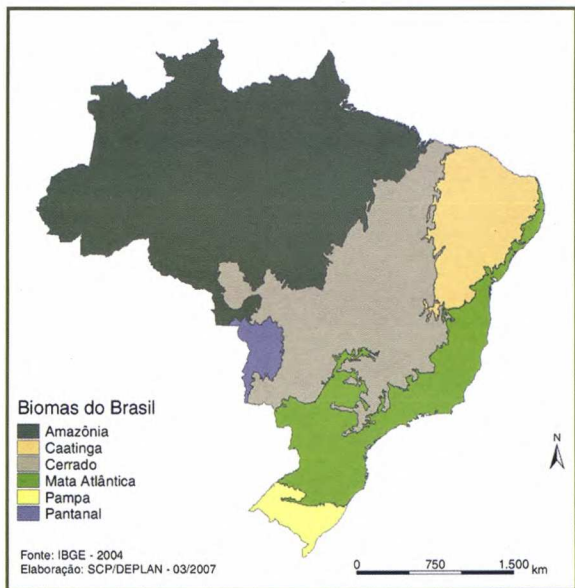 Biomas do Brasil
Amazônia
Caatinga
Cerrado
Mata Atlântica
Pampa
Pantanal
N
Fonte: IBGE - 2004
Elaboração: SCP/DEPLAN - 03/2007
0 750 1.500 km